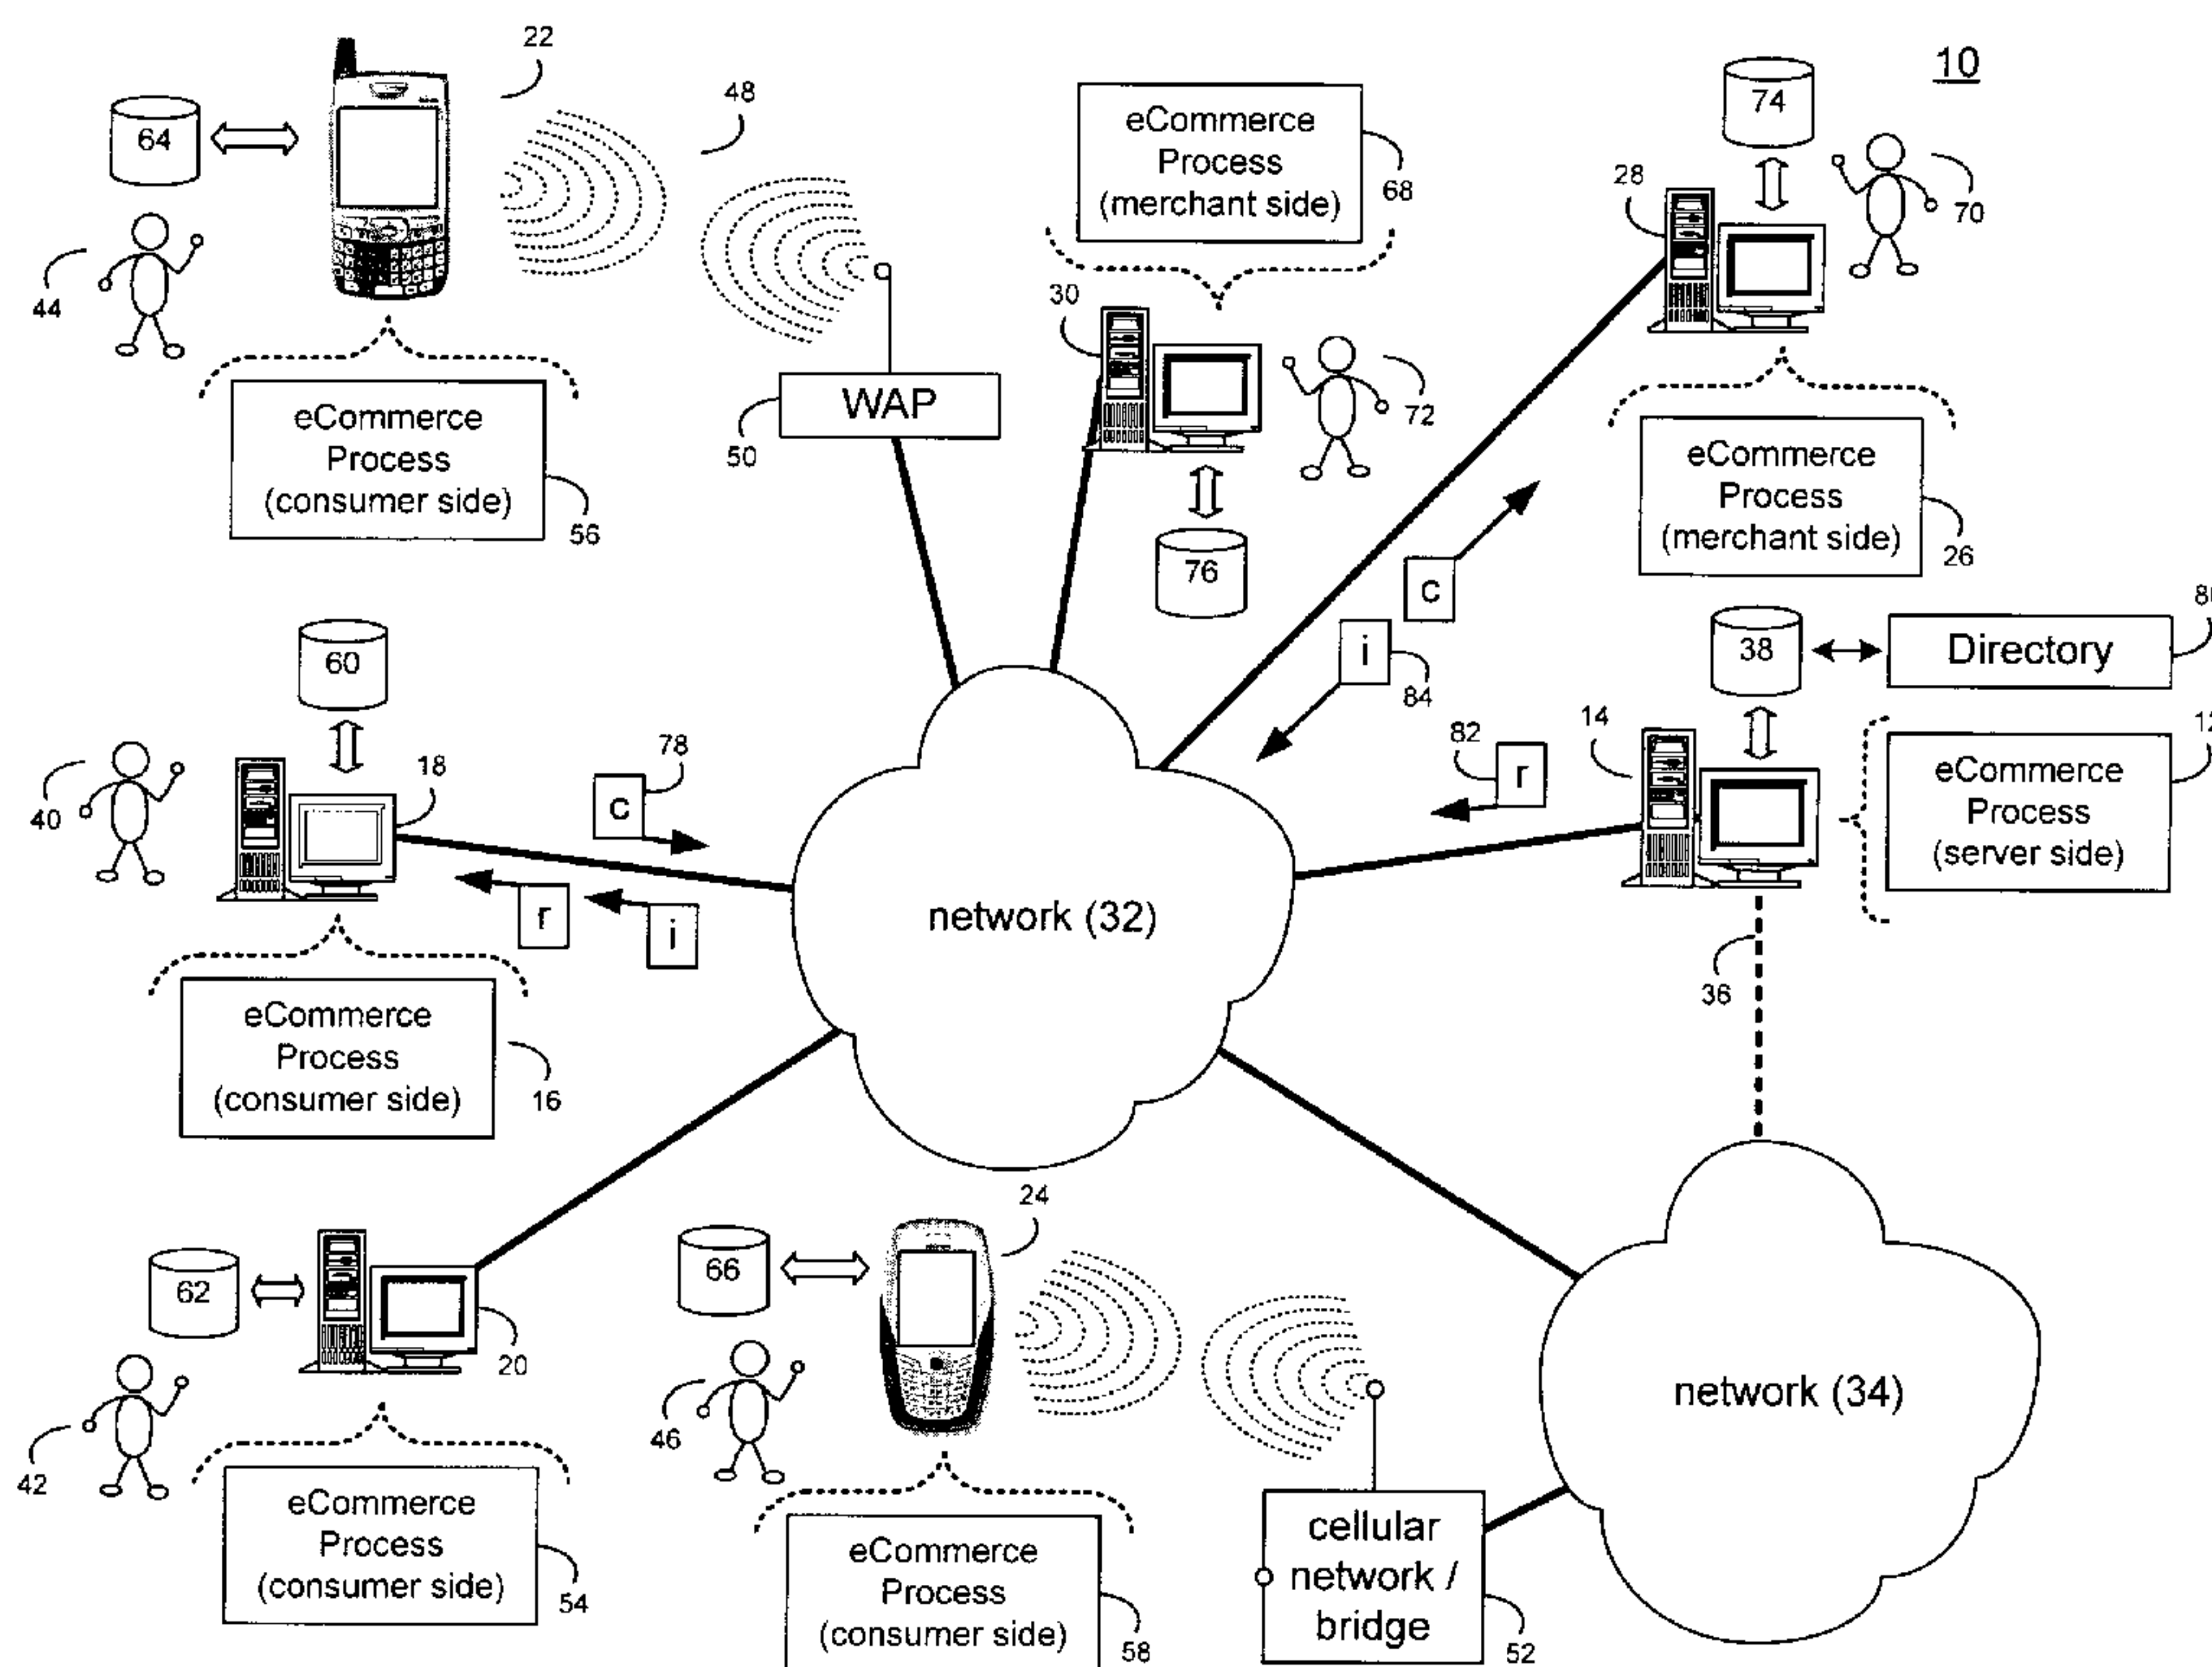 22
48
10
64
eCommerce
Process
(merchant side)
68
74
28
70
44
30
72
WAP
50
eCommerce
Process
(consumer side)
56
76
eCommerce
Process
(merchant side)
26
c
i
84
60
38
Directory
14
82
r
eCommerce
Process
(server side)
40
18
78
c
r
i
network (32)
36
eCommerce
Process
(consumer side)
16
24
62
20
66
46
42
network (34)
eCommerce
Process
(consumer side)
54
eCommerce
Process
(consumer side)
58
cellular
network /
bridge
52